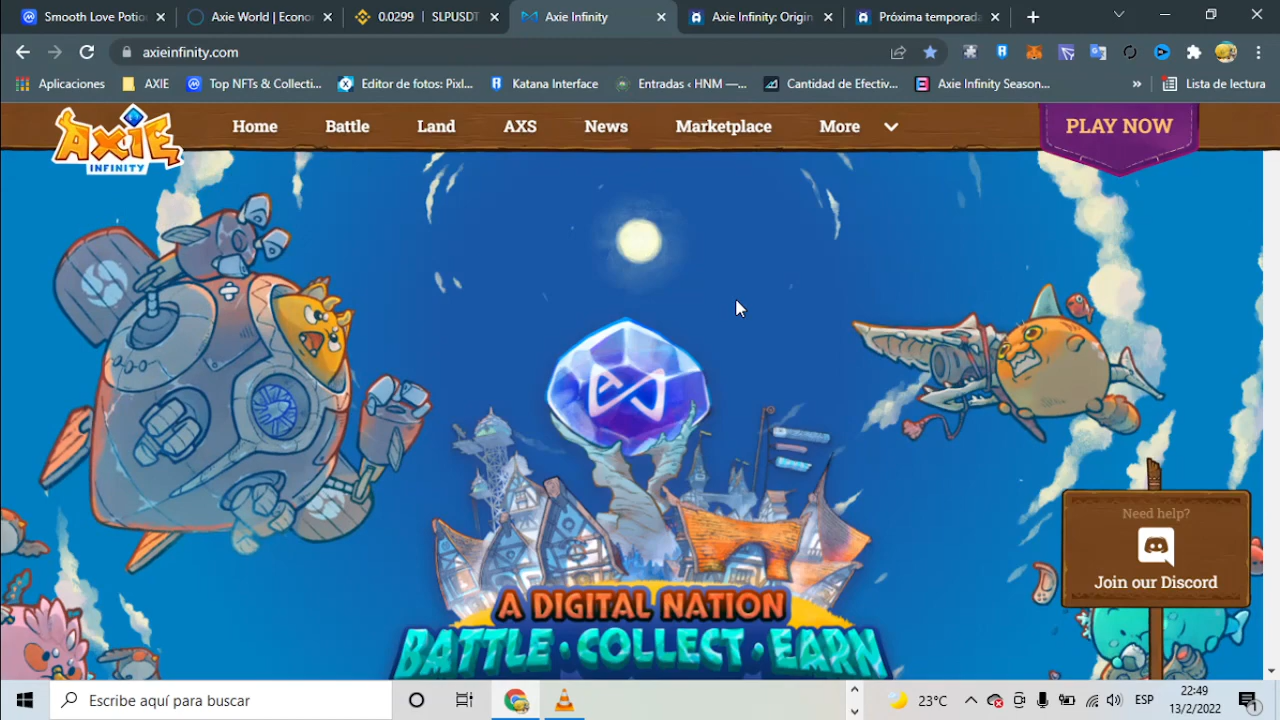 Smooth Love Potio
Axie World | Econo
0.0299 | SLPUSDT
Axie Infinity
Axie Infinity: Origin
Próxima temporada
axieinfinity.com
Aplicaciones
AXIE
Top NFTs & Collecti...
Editor de fotos: Pixl...
Katana Interface
Entradas ‹ HNM —...
Cantidad de Efectiv...
Axie Infinity Season...
»
Lista de lectura
AXIE
INFINITY
Home
Battle
Land
AXS
News
Marketplace
More
PLAY NOW
Need help?
Join our Discord
A DIGITAL NATION
BATTLE · COLLECT · EARN
Escribe aquí para buscar
23°C
ESP
22:49
13/2/2022
1